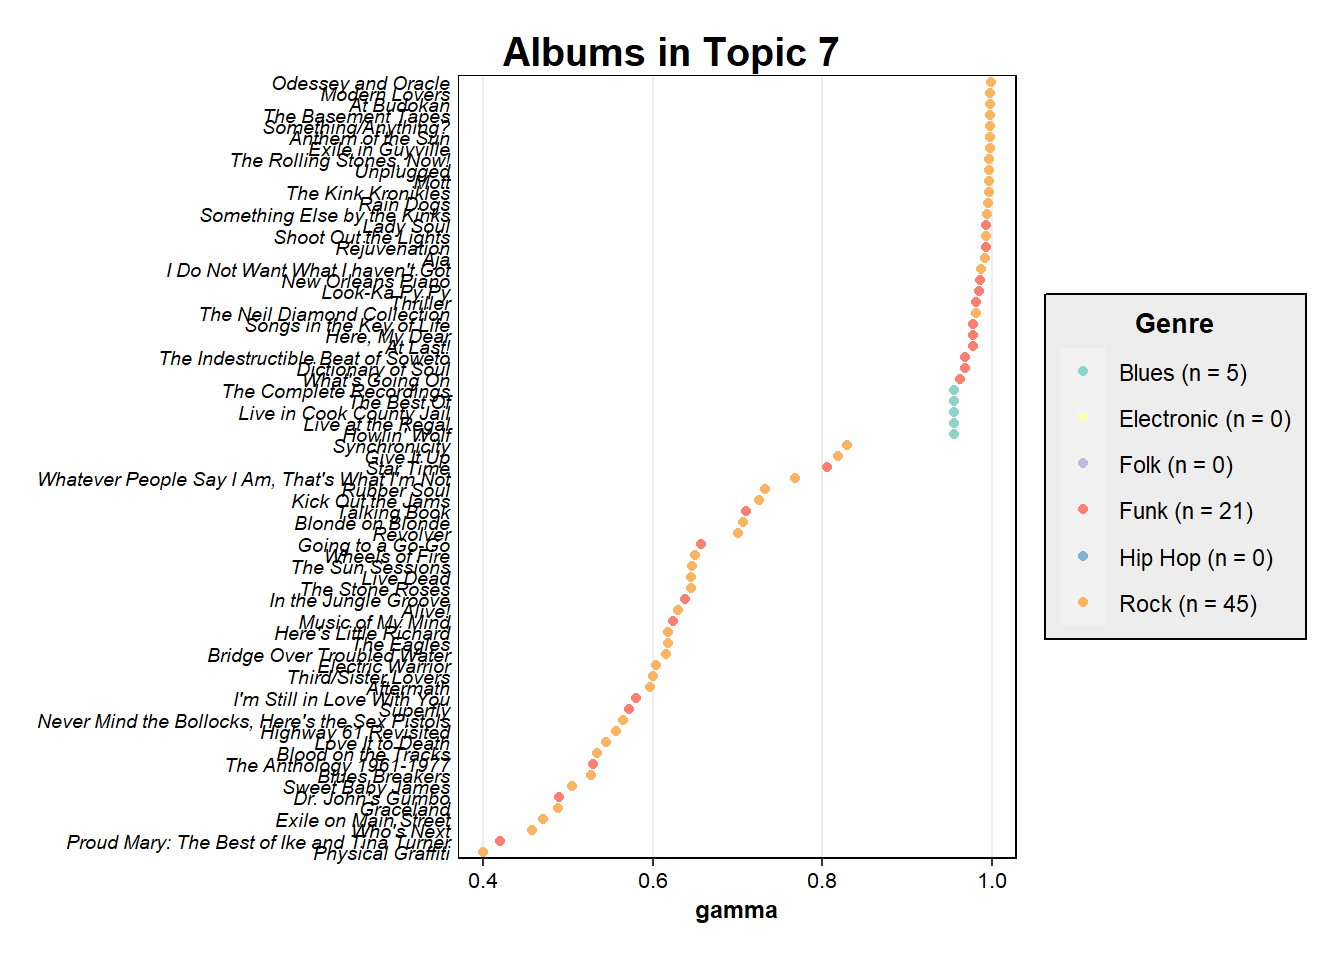 Albums in Topic 7
Odessey and Oracle
Modern Lovers
At Budokan
The Basement Tapes
Something/Anything?
Anthem of the Sun
Exile in Guyville
The Rolling Stones, Now!
Unplugged
Mott
The Kink Kronikles
Rain Dogs
Something Else by the Kinks
Lady Soul
Shoot Out the Lights
Rejuvenation
Aja
I Do Not Want What I haven't Got
New Orleans Piano
Look-Ka Py Py
Thriller
The Neil Diamond Collection
Songs in the Key of Life
Here, My Dear
At Last!
The Indestructible Beat of Soweto
Dictionary of Soul
What's Going On
The Complete Recordings
The Best Of
Live in Cook County Jail
Live at the Regal
Howlin' Wolf
Synchronicity
Give It Up
Star Time
Whatever People Say I Am, That's What I'm Not
Rubber Soul
Kick Out the Jams
Talking Book
Blonde on Blonde
Revolver
Going to a Go-Go
Wheels of Fire
The Sun Sessions
Live Dead
The Stone Roses
In the Jungle Groove
Alive!
Music of My Mind
Here's Little Richard
The Eagles
Bridge Over Troubled Water
Electric Warrior
Third/Sister Lovers
Aftermath
I'm Still in Love With You
Superfly
Never Mind the Bollocks, Here's the Sex Pistols
Highway 61 Revisited
Love It to Death
Blood on the Tracks
The Anthology 1961-1977
Blues Breakers
Sweet Baby James
Dr. John's Gumbo
Graceland
Exile on Main Street
Who's Next
Proud Mary: The Best of Ike and Tina Turner
Physical Graffiti
0.4
0.6
0.8
1.0
gamma
Genre
Blues (n = 5)
Electronic (n = 0)
Folk (n = 0)
Funk (n = 21)
Hip Hop (n = 0)
Rock (n = 45)